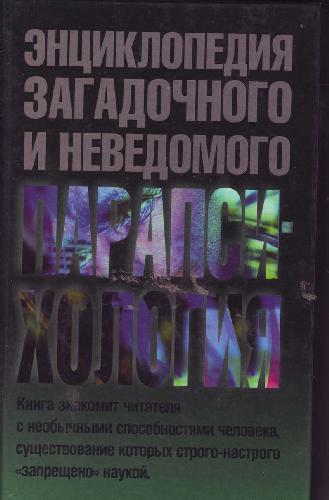 ЭНЦИКЛОПЕДИЯ
ЗАГАДОЧНОГО
И НЕВЕДОМОГО
ПАРАПСИ-
ХОЛОГИЯ
Книга знакомит читателя
с необычными способностями человека,
существование которых строго-настрого
«запрещено» наукой.